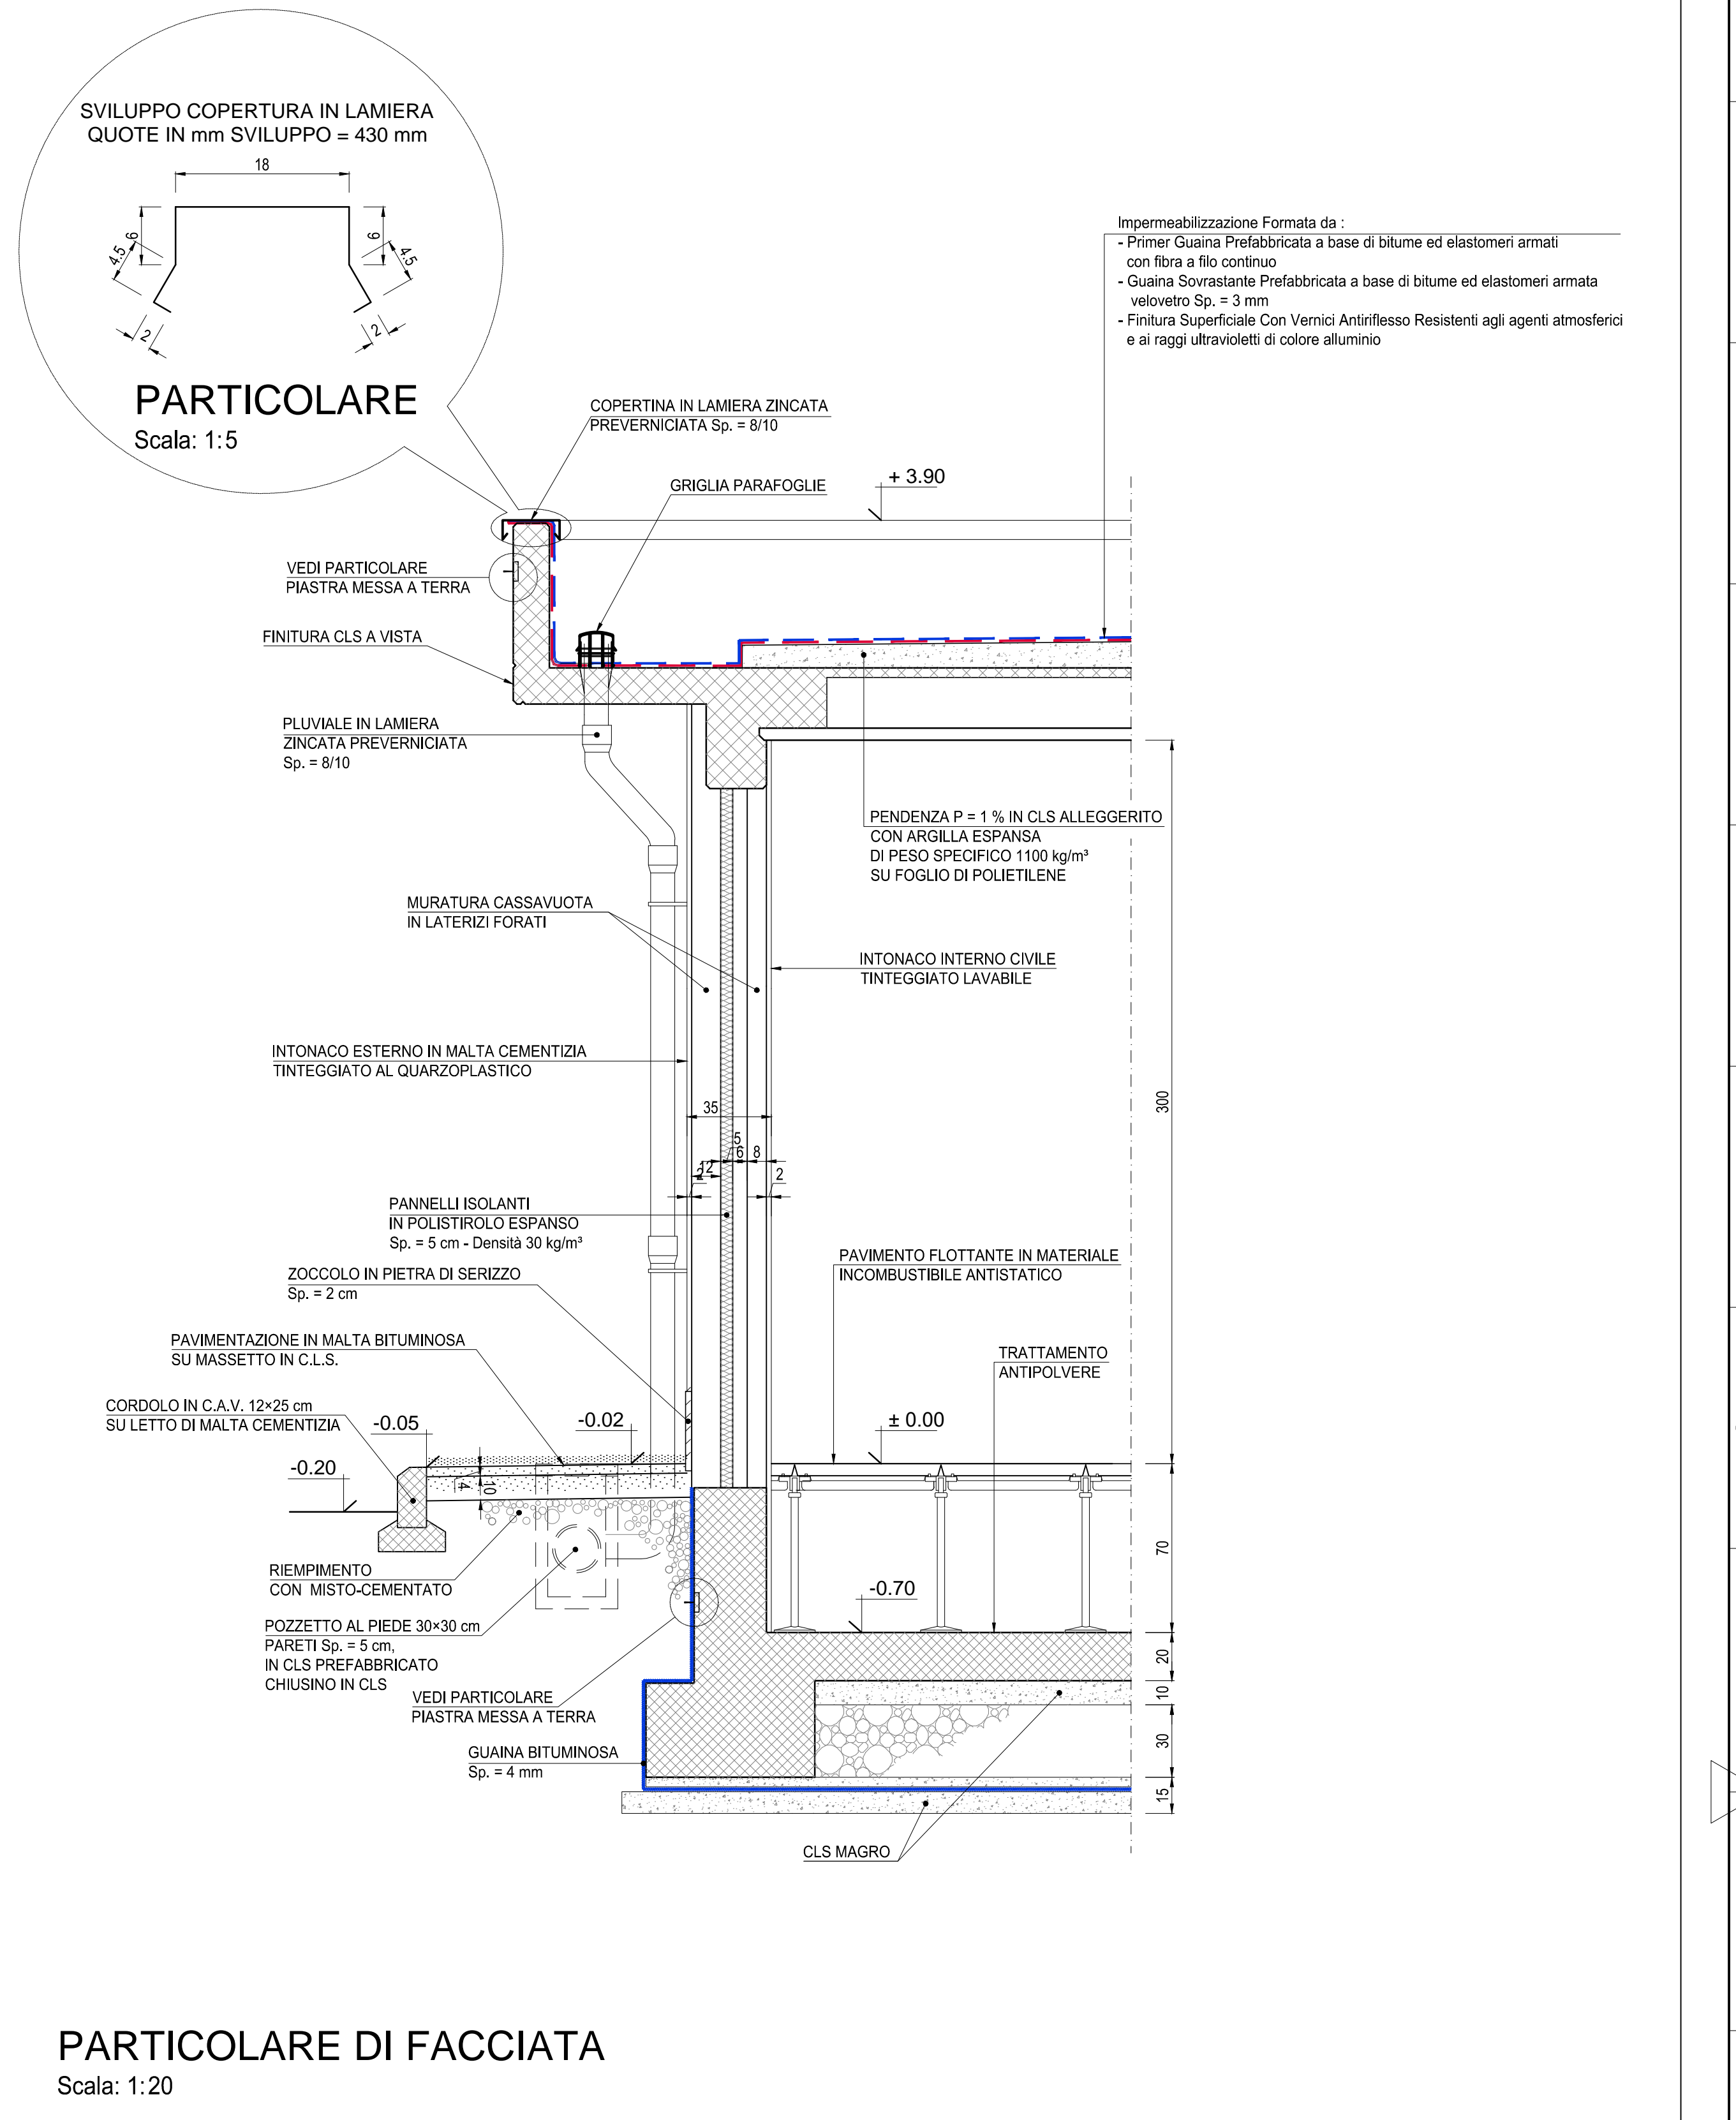 SVILUPPO COPERTURA IN LAMIERA
QUOTE IN mm SVILUPPO = 430 mm
18
6
6
4.5
4.5
2
2
PARTICOLARE
Scala: 1:5
Impermeabilizzazione Formata da :
- Primer Guaina Prefabbricata a base di bitume ed elastomeri armati
con fibra a filo continuo
- Guaina Sovrastante Prefabbricata a base di bitume ed elastomeri armata
velovetro Sp. = 3 mm
- Finitura Superficiale Con Vernici Antiriflesso Resistenti agli agenti atmosferici
e ai raggi ultravioletti di colore alluminio
COPERTINA IN LAMIERA ZINCATA
PREVERNICIATA Sp. = 8/10
GRIGLIA PARAFOGLIE
+ 3.90
VEDI PARTICOLARE
PIASTRA MESSA A TERRA
FINITURA CLS A VISTA
PLUVIALE IN LAMIERA
ZINCATA PREVERNICIATA
Sp. = 8/10
PENDENZA P = 1 % IN CLS ALLEGGERITO
CON ARGILLA ESPANSA
DI PESO SPECIFICO 1100 kg/m³
SU FOGLIO DI POLIETILENE
MURATURA CASSAVUOTA
IN LATERIZI FORATI
INTONACO INTERNO CIVILE
TINTEGGIATO LAVABILE
INTONACO ESTERNO IN MALTA CEMENTIZIA
TINTEGGIATO AL QUARZOPLASTICO
300
35
5
6
8
12
2
2
PANNELLI ISOLANTI
IN POLISTIROLO ESPANSO
Sp. = 5 cm - Densità 30 kg/m³
PAVIMENTO FLOTTANTE IN MATERIALE
INCOMBUSTIBILE ANTISTATICO
ZOCCOLO IN PIETRA DI SERIZZO
Sp. = 2 cm
PAVIMENTAZIONE IN MALTA BITUMINOSA
SU MASSETTO IN C.L.S.
TRATTAMENTO
ANTIPOLVERE
CORDOLO IN C.A.V. 12×25 cm
SU LETTO DI MALTA CEMENTIZIA
-0.05
-0.02
± 0.00
-0.20
4
10
70
RIEMPIMENTO
CON MISTO-CEMENTATO
-0.70
POZZETTO AL PIEDE 30×30 cm
PARETI Sp. = 5 cm,
IN CLS PREFABBRICATO
CHIUSINO IN CLS
20
10
VEDI PARTICOLARE
PIASTRA MESSA A TERRA
30
GUAINA BITUMINOSA
Sp. = 4 mm
15
CLS MAGRO
PARTICOLARE DI FACCIATA
Scala: 1:20